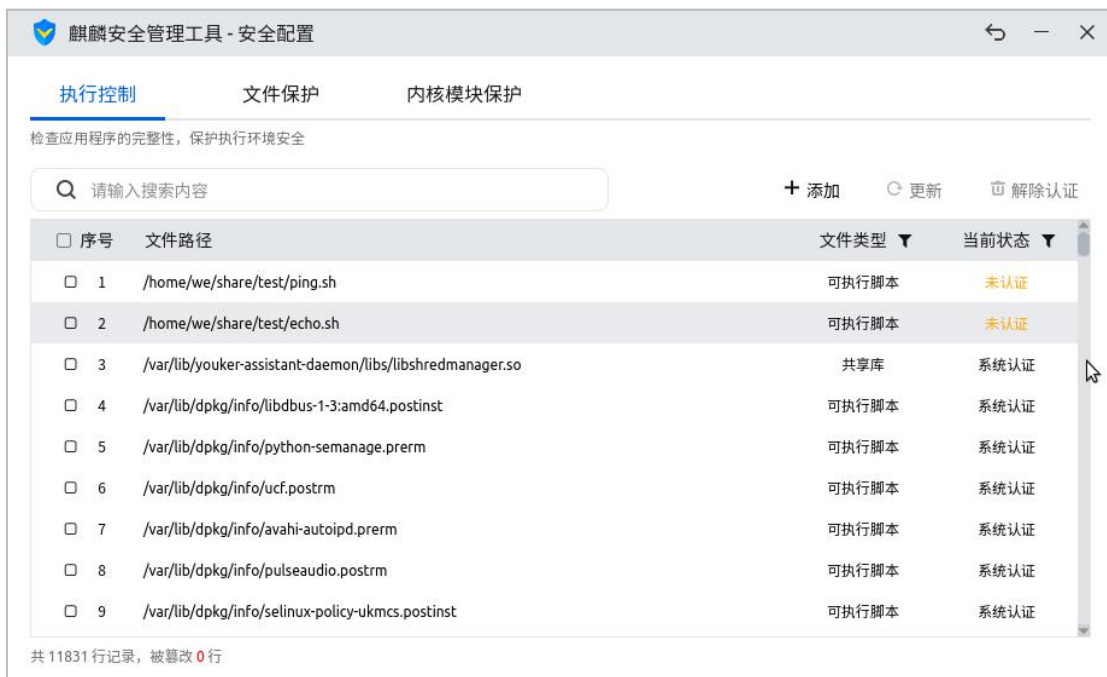 麒麟安全管理工具 - 安全配置
执行控制 文件保护 内核模块保护
检查应用程序的完整性，保护执行环境安全
请输入搜索内容 添加 更新 解除认证
序号 文件路径 文件类型 当前状态
1 /home/we/share/test/ping.sh 可执行脚本 未认证
2 /home/we/share/test/echo.sh 可执行脚本 未认证
3 /var/lib/youker-assistant-daemon/libs/libshredmanager.so 共享库 系统认证
4 /var/lib/dpkg/info/libdbus-1-3:amd64.postinst 可执行脚本 系统认证
5 /var/lib/dpkg/info/python-semanage.prerm 可执行脚本 系统认证
6 /var/lib/dpkg/info/ucf.postrm 可执行脚本 系统认证
7 /var/lib/dpkg/info/avahi-autoipd.prerm 可执行脚本 系统认证
8 /var/lib/dpkg/info/pulseaudio.postrm 可执行脚本 系统认证
9 /var/lib/dpkg/info/selinux-policy-ukmcs.postinst 可执行脚本 系统认证
共 11831 行记录，被篡改 0 行